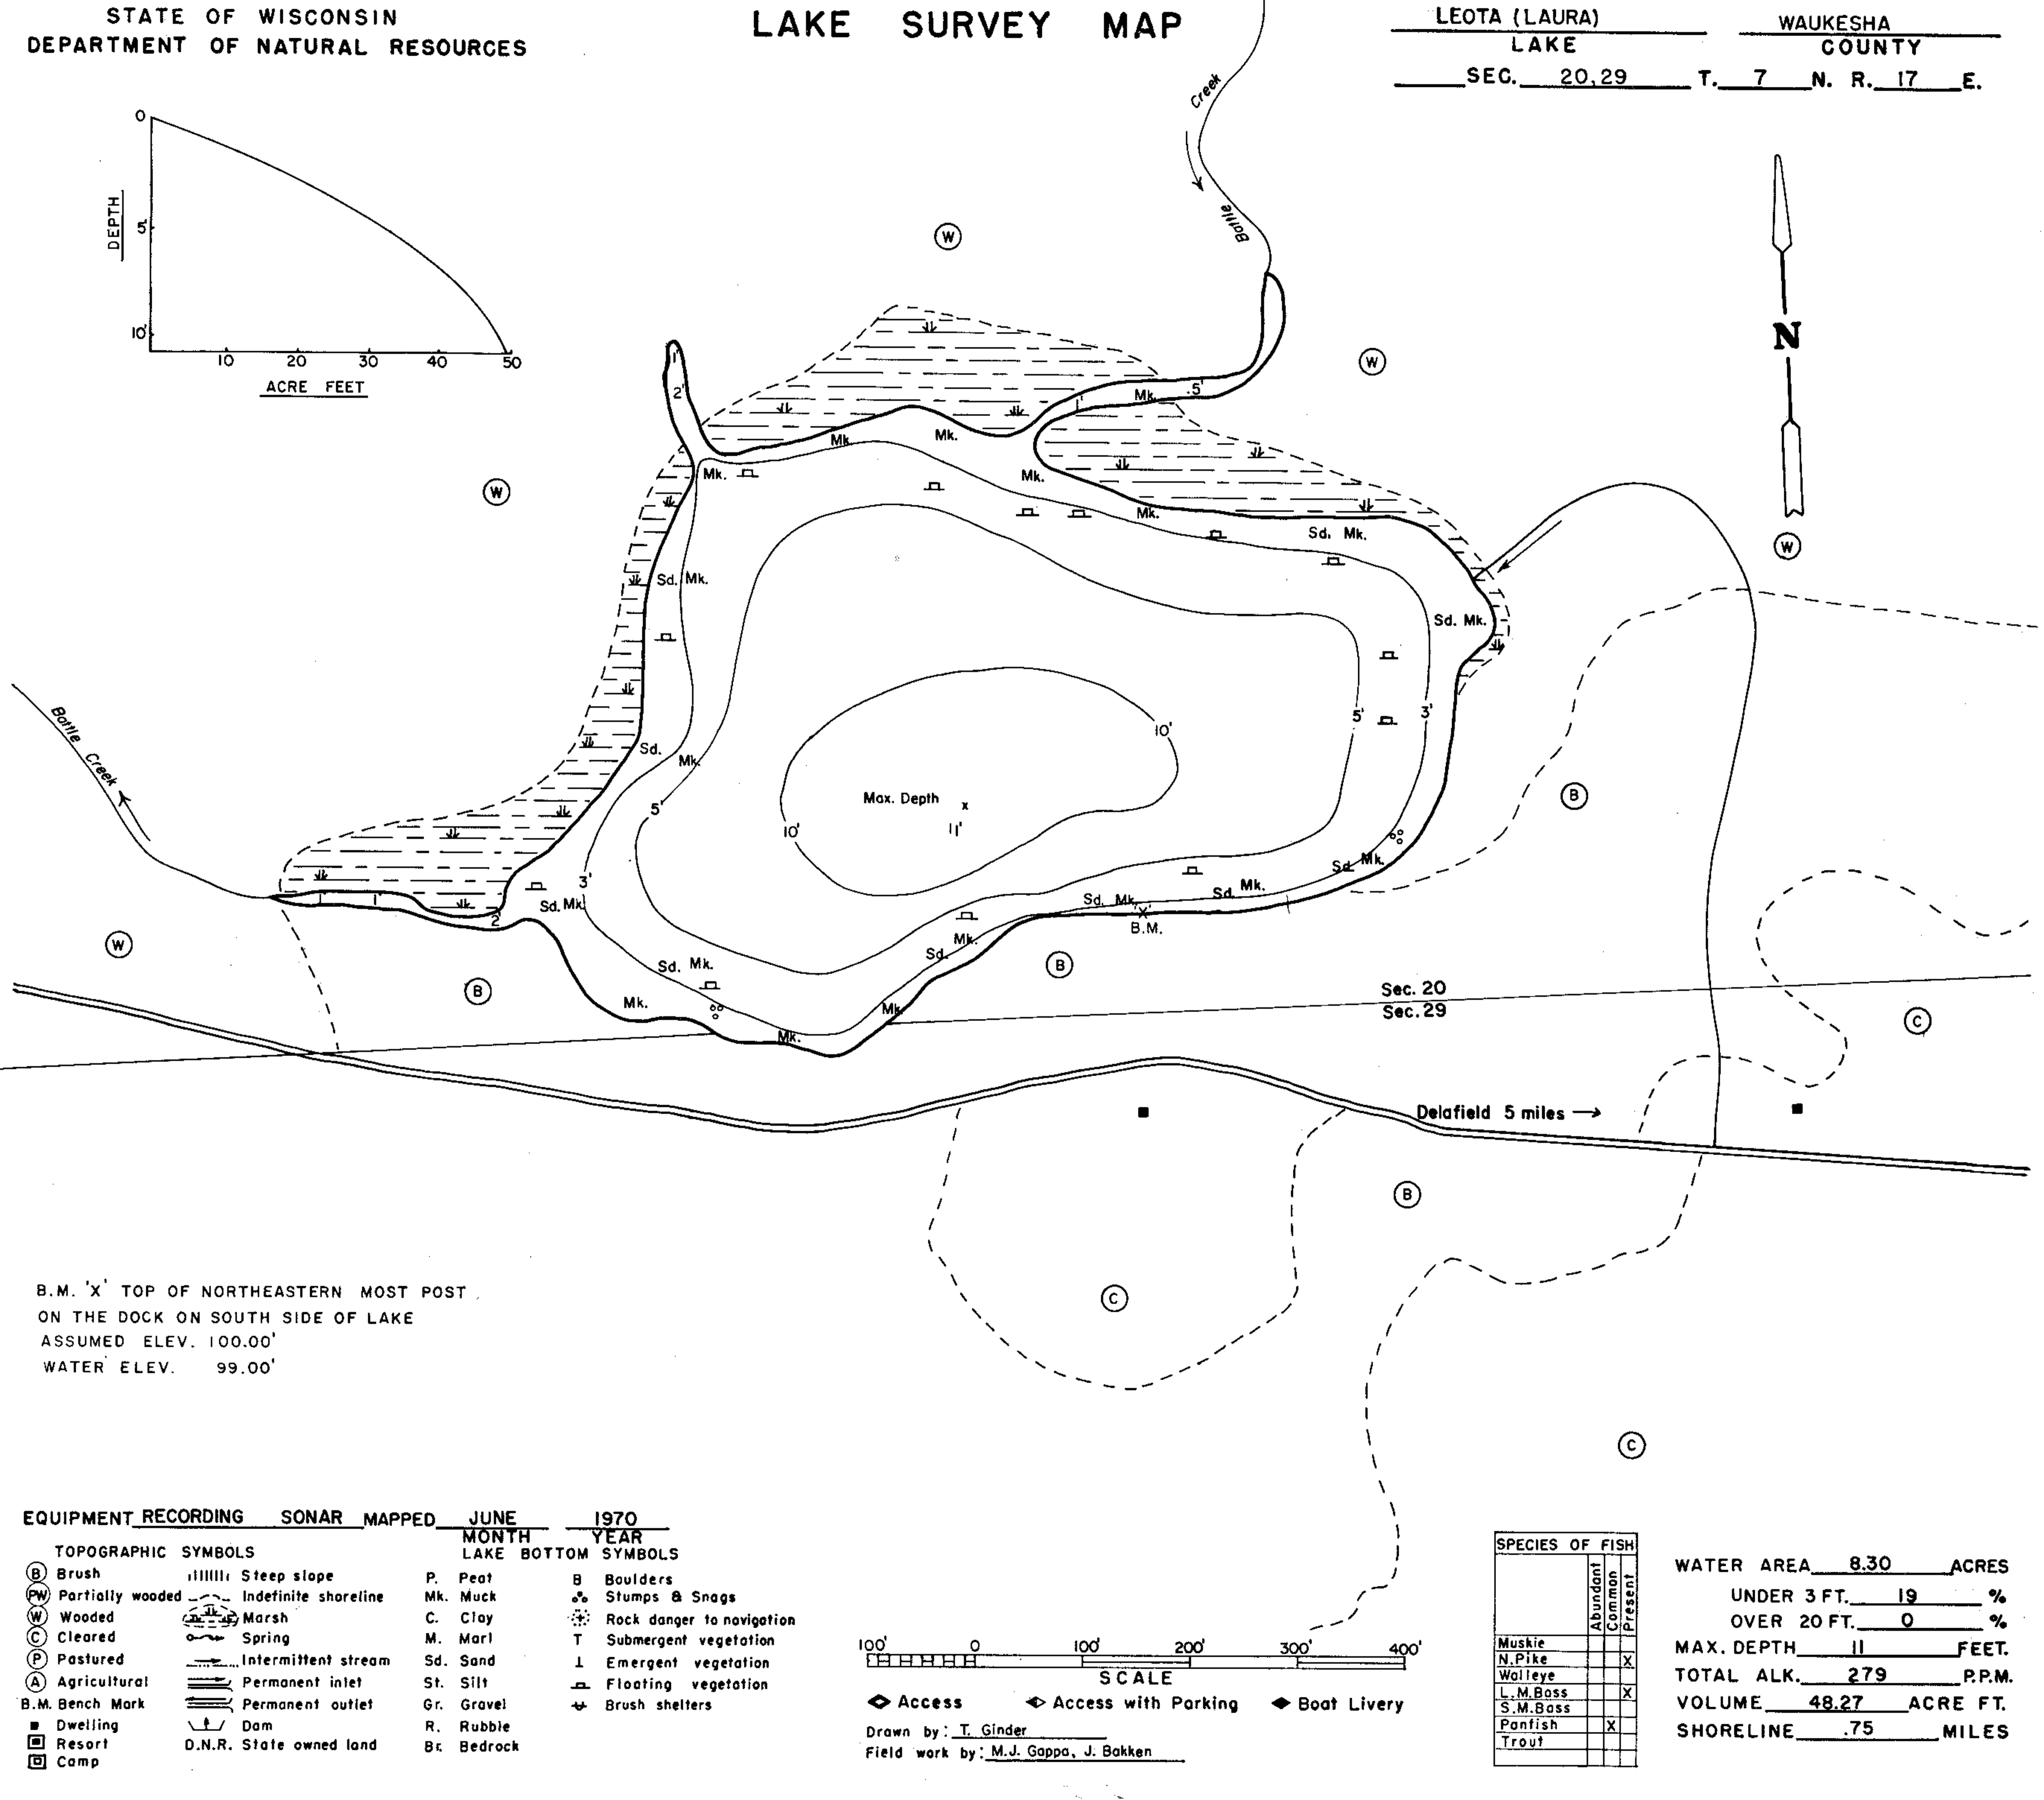 STATE OF WISCONSIN
DEPARTMENT OF NATURAL RESOURCES
LAKE SURVEY MAP
LEOTA (LAURA)
LAKE
WAUKESHA
COUNTY
SEC. 20,29 T. 7 N. R. 17 E.
0
5'
10'
DEPTH
10 20 30 40 50
ACRE FEET
Creek
Battle
W
W
W
W
N
1'
2'
Mk.
.5'
1'
Mk.
Mk.
Mk.
Mk.
Mk.
Sd. Mk.
Sd. Mk.
Sd. Mk.
5'
3'
10'
Sd.
Mk.
Battle Creek
Max. Depth x
11'
5'
10'
B
Sd. Mk.
3'
Sd. Mk.
Sd. Mk.
Sd. Mk.
1'
1'
2'
'X'
B.M.
W
B
B
Sd. Mk.
Sd. Mk.
Mk.
Mk.
Mk.
Sec. 20
Sec. 29
C
Delafield 5 miles →
B
C
C
B.M. 'X' TOP OF NORTHEASTERN MOST POST
ON THE DOCK ON SOUTH SIDE OF LAKE
ASSUMED ELEV. 100.00'
WATER ELEV. 99.00'
EQUIPMENT RECORDING SONAR MAPPED JUNE 1970
MONTH YEAR
TOPOGRAPHIC SYMBOLS
B Brush
PW Partially wooded
W Wooded
C Cleared
P Pastured
A Agricultural
B.M. Bench Mark
Dwelling
Resort
Camp
Steep slope
Indefinite shoreline
Marsh
Spring
Intermittent stream
Permanent inlet
Permanent outlet
Dam
D.N.R. State owned land
LAKE BOTTOM SYMBOLS
P. Peat
Mk. Muck
C. Clay
M. Marl
Sd. Sand
St. Silt
Gr. Gravel
R. Rubble
Br. Bedrock
B Boulders
Stumps & Snags
Rock danger to navigation
T Submergent vegetation
⊥ Emergent vegetation
Floating vegetation
Brush shelters
100' 0 100' 200' 300' 400'
SCALE
Access
Access with Parking
Boat Livery
Drawn by: T. Ginder
Field work by: M.J. Gappa, J. Bakken
SPECIES OF FISH
Abundant
Common
Present
Muskie
N.Pike X
Walleye
L.M.Bass X
S.M.Bass
Panfish X
Trout
WATER AREA 8.30 ACRES
UNDER 3 FT. 19 %
OVER 20 FT. 0 %
MAX. DEPTH 11 FEET.
TOTAL ALK. 279 P.P.M.
VOLUME 48.27 ACRE FT.
SHORELINE .75 MILES